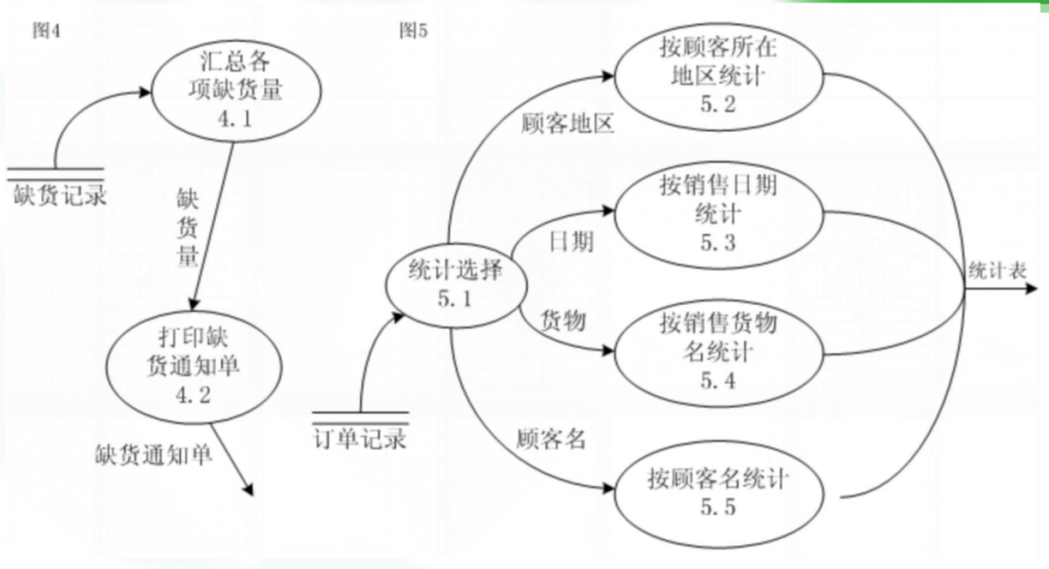 图4
汇总各
项缺货量
4.1
缺货记录
缺
货
量
打印缺
货通知单
4.2
缺货通知单
图5
按顾客所在
地区统计
5.2
顾客地区
按销售日期
统计
5.3
日期
统计选择
5.1
统计表
货物
按销售货物
名统计
5.4
订单记录
顾客名
按顾客名统计
5.5